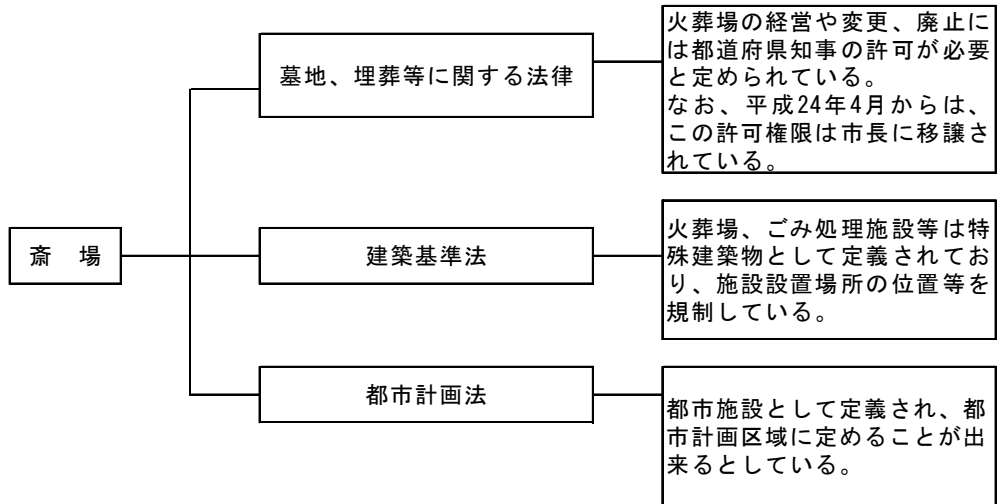 斎 場
墓地、埋葬等に関する法律
火葬場の経営や変更、廃止に
は都道府県知事の許可が必要
と定められている。
なお、平成24年4月からは、
この許可権限は市長に移譲さ
れている。
建築基準法
火葬場、ごみ処理施設等は特
殊建築物として定義されてお
り、施設設置場所の位置等を
規制している。
都市計画法
都市施設として定義され、都
市計画区域に定めることが出
来るとしている。